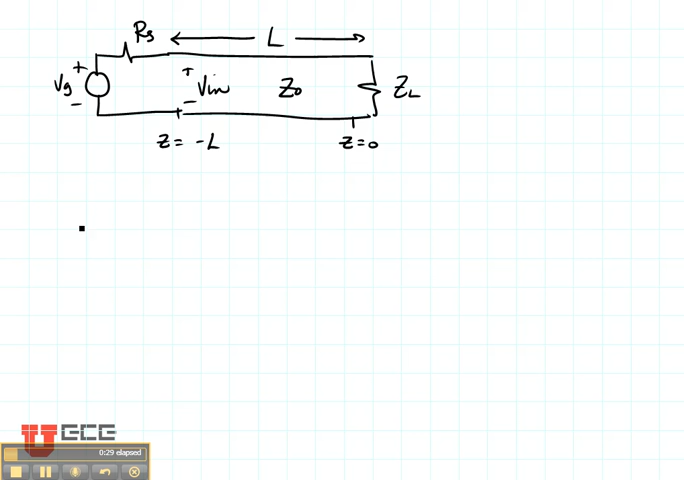 Rs
L
+
Vg
-
+
Vin
-
Zo
ZL
z = -L
z = 0
U ECE
0:29 elapsed